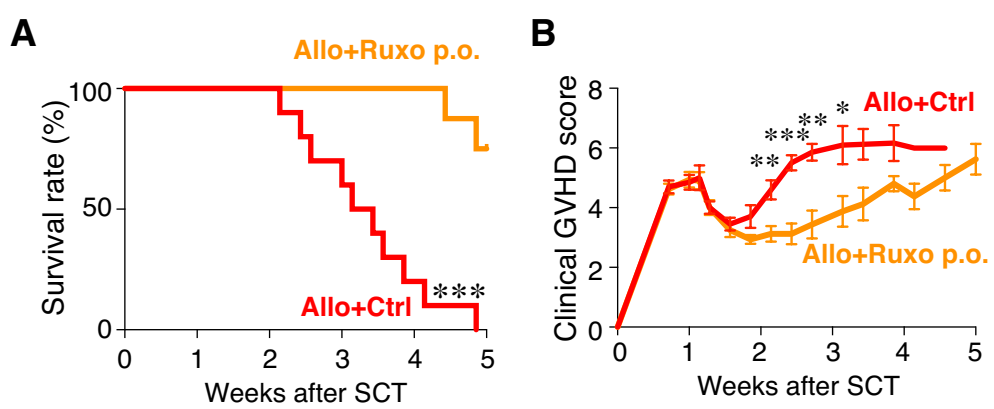 A
Allo+Ruxo p.o.
Survival rate (%)
100
50
0
Allo+Ctrl
***
0 1 2 3 4 5
Weeks after SCT
B
Clinical GVHD score
8
6
4
2
0
Allo+Ctrl
*
**
***
**
Allo+Ruxo p.o.
0 1 2 3 4 5
Weeks after SCT